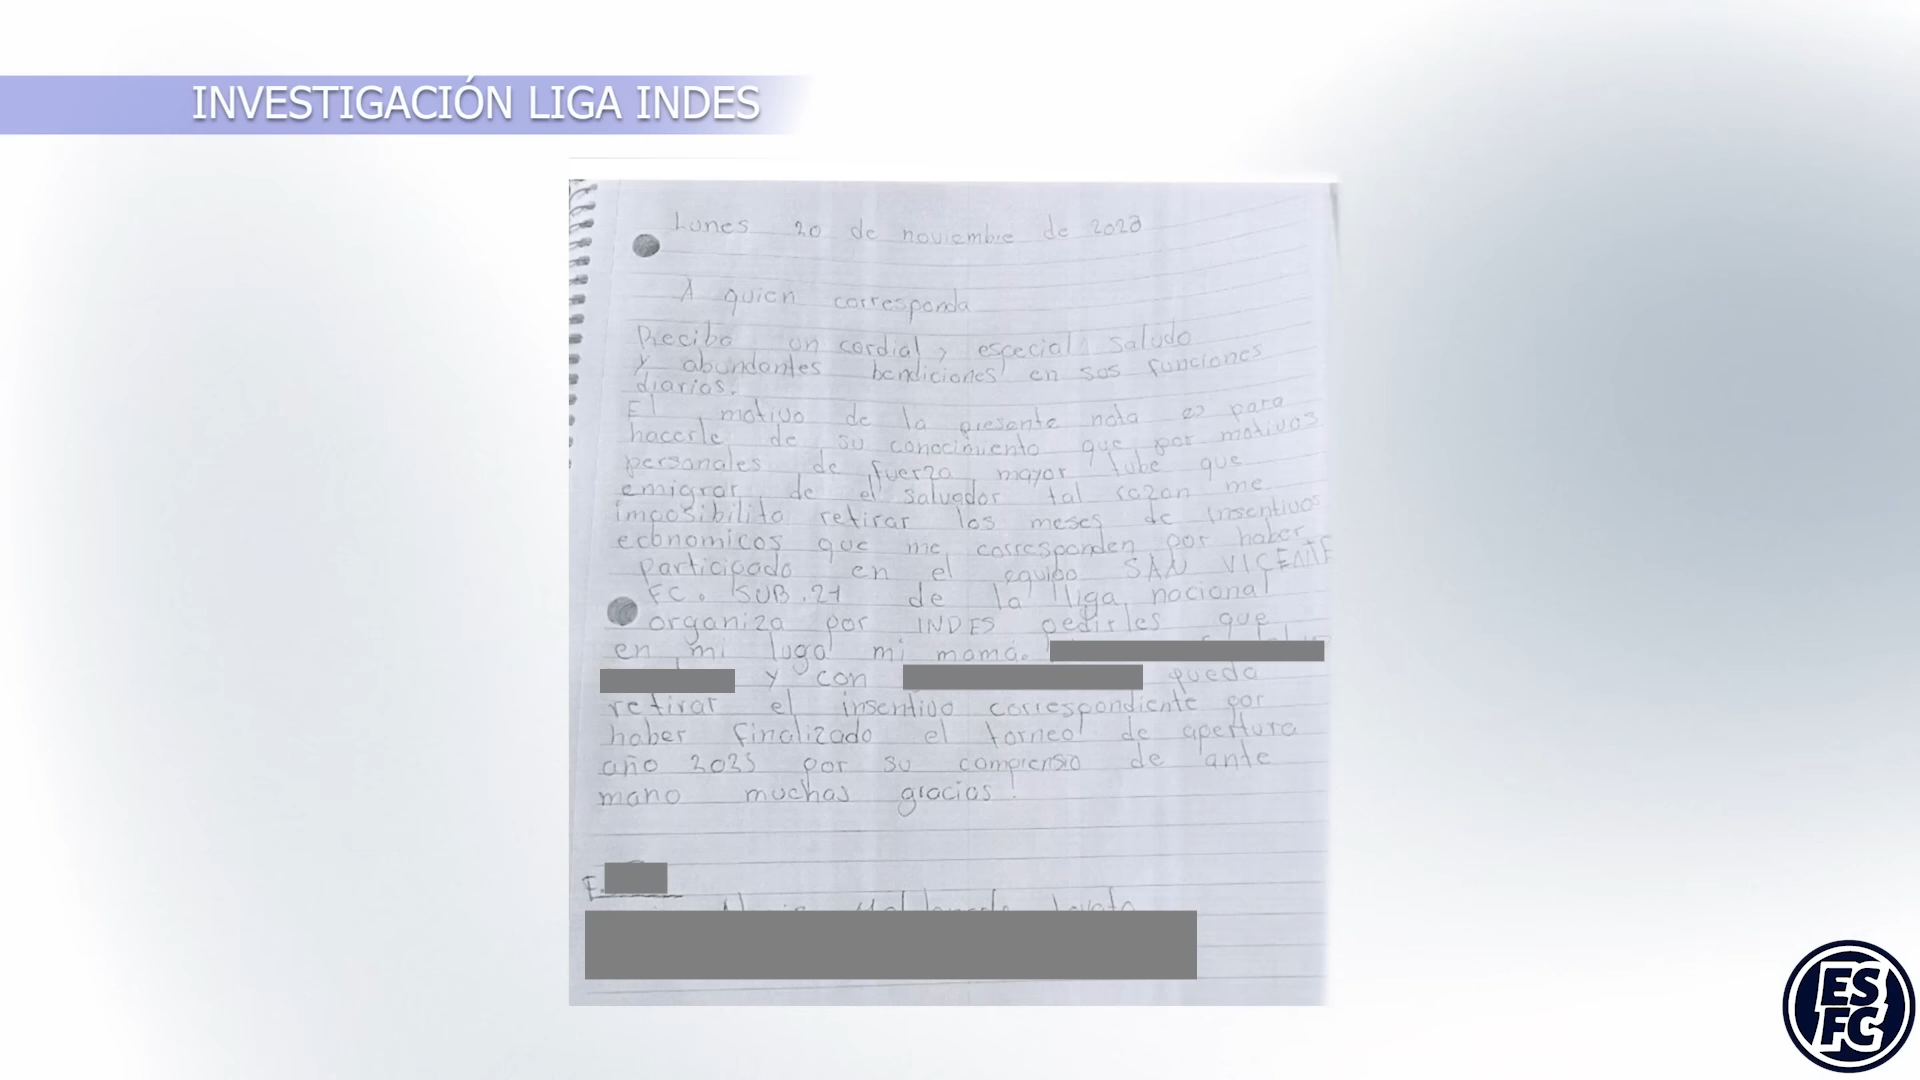 INVESTIGACIÓN LIGA INDES
Lunes 20 de noviembre de 2023
A quien corresponda
Reciba un cordial y especial saludo
y abundantes bendiciones en sus funciones
diarias.
El motivo de la presente nota es para
hacerle de su conocimiento que por motivos
personales de fuerza mayor tube que
emigrar de el salvador tal razon me
imposibilita retirar los meses de insentivos
economicos que me corresponden por haber
participado en el equipo SAN VICENTE
FC. SUB.21 de la liga nacional
organiza por INDES pedirles que
en mi luga mi mama.
y con pueda
retirar el insentivo correspondiente por
haber finalizado el torneo de apertura
año 2023 por su comprensio de ante
mano muchas gracias!
F.
ES
FC